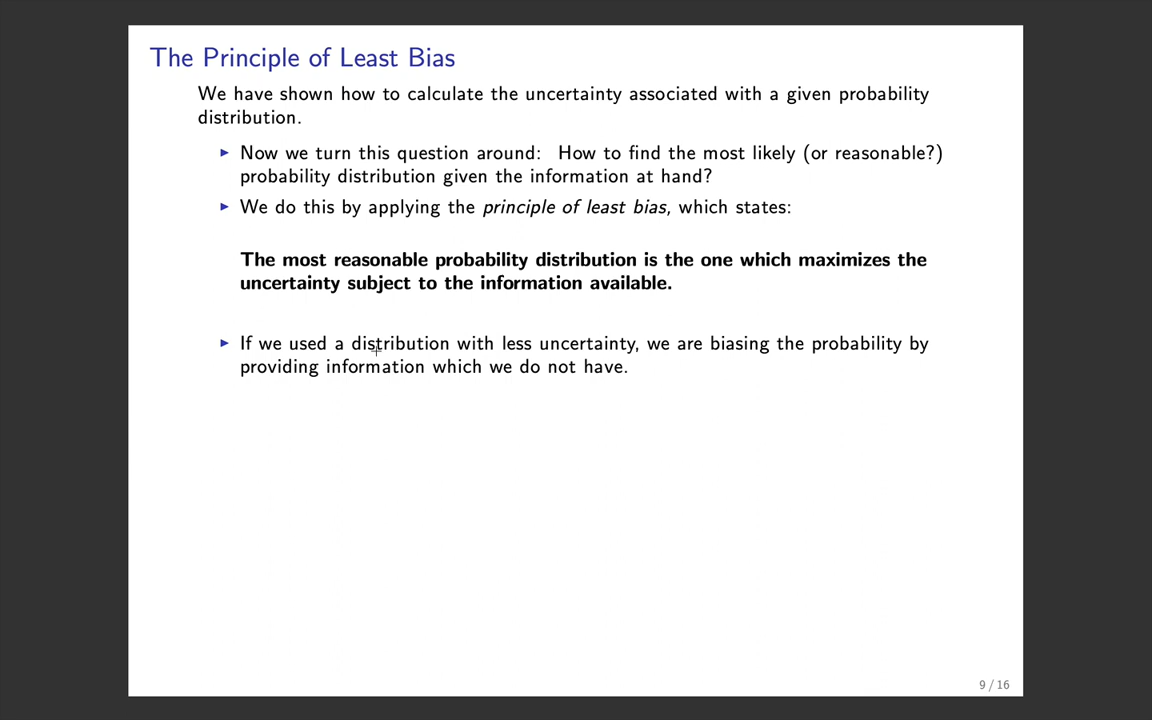 The Principle of Least Bias
We have shown how to calculate the uncertainty associated with a given probability
distribution.
▶ Now we turn this question around: How to find the most likely (or reasonable?)
probability distribution given the information at hand?
▶ We do this by applying the principle of least bias, which states:
The most reasonable probability distribution is the one which maximizes the
uncertainty subject to the information available.
▶ If we used a distribution with less uncertainty, we are biasing the probability by
providing information which we do not have.
9 / 16